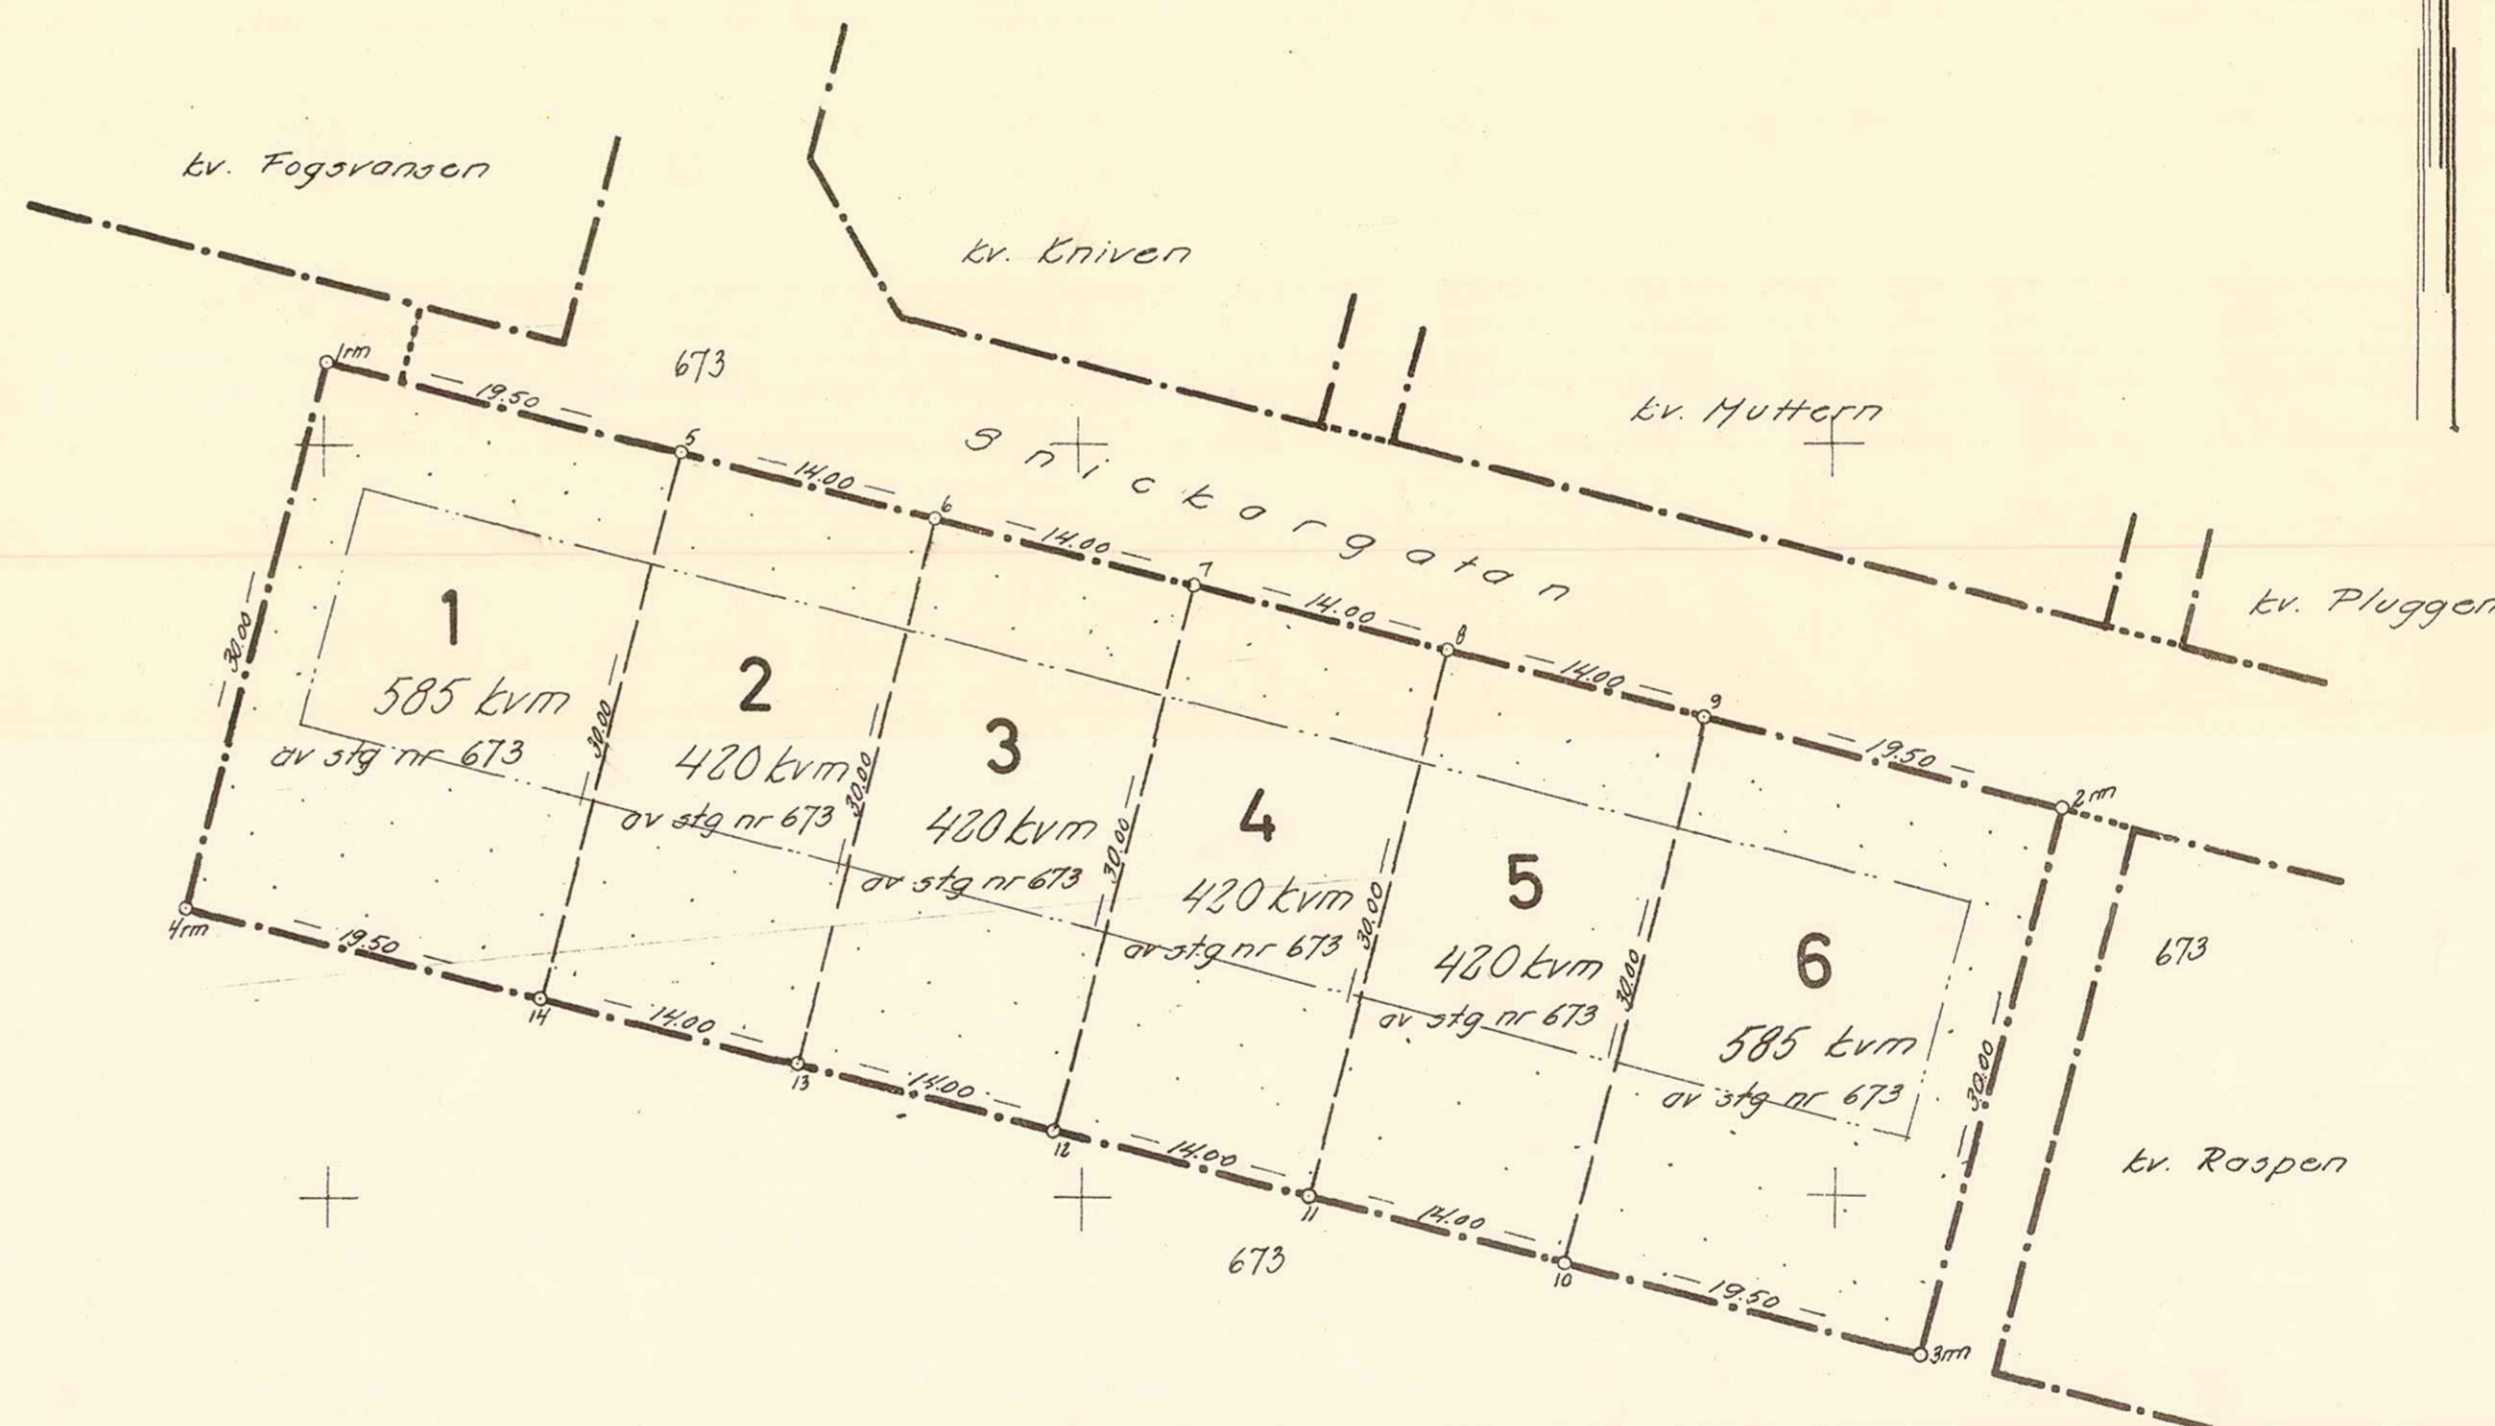 kv. Fogsvansen
kv. Kniven
kv. Muttern
kv. Pluggen
Snickargatan
673
1rm
19.50
5
14.00
6
14.00
7
14.00
8
14.00
9
19.50
2rm
30.00
1
585 kvm
av stg nr 673
30.00
2
420 kvm
av stg nr 673
30.00
3
420 kvm
av stg nr 673
30.00
4
420 kvm
av stg nr 673
30.00
5
420 kvm
av stg nr 673
30.00
6
585 kvm
av stg nr 673
30.00
673
kv. Raspen
4rm
19.50
14
14.00
13
14.00
12
14.00
11
14.00
10
19.50
3rm
673